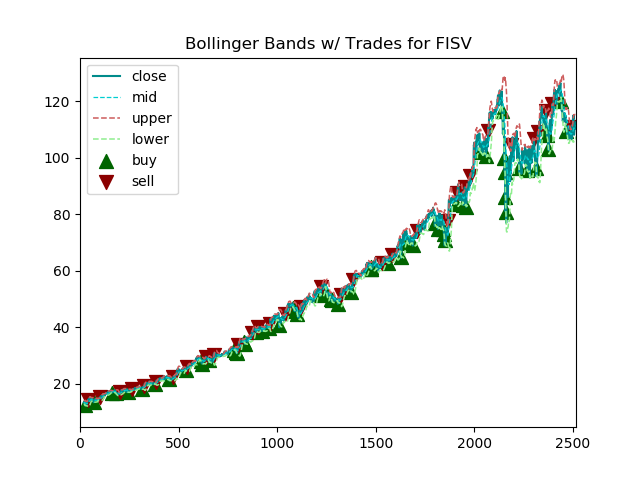 Bollinger Bands w/ Trades for FISV
close
mid
upper
lower
buy
sell
120
100
80
60
40
20
0 500 1000 1500 2000 2500